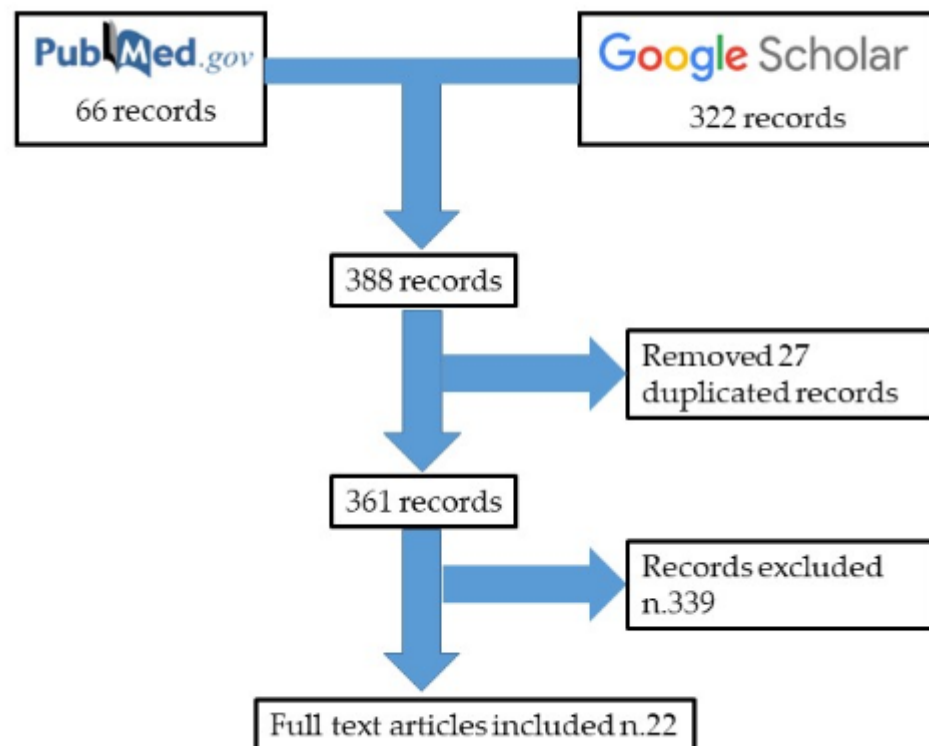 PubMed.gov
66 records
Google Scholar
322 records
388 records
Removed 27
duplicated records
361 records
Records excluded
n.339
Full text articles included n.22